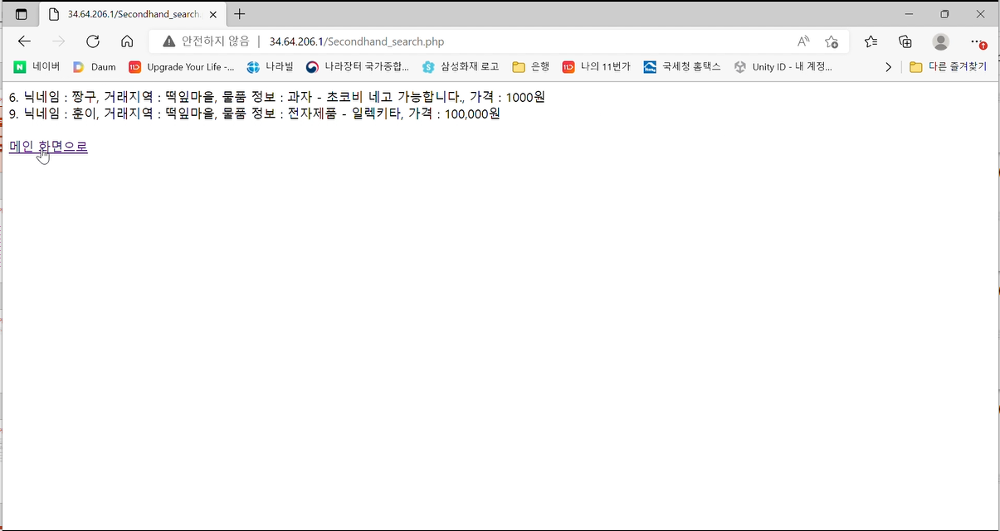 34.64.206.1/Secondhand_search.
안전하지 않음 | 34.64.206.1/Secondhand_search.php
네이버 Daum Upgrade Your Life -... 나라빌 나라장터 국가종합... 삼성화재 로고 은행 나의 11번가 국세청 홈택스 Unity ID - 내 계정... 다른 즐겨찾기
6. 닉네임 : 짱구, 거래지역 : 떡잎마을, 물품 정보 : 과자 - 초코비 네고 가능합니다., 가격 : 1000원
9. 닉네임 : 훈이, 거래지역 : 떡잎마을, 물품 정보 : 전자제품 - 일렉키타, 가격 : 100,000원
메인 화면으로